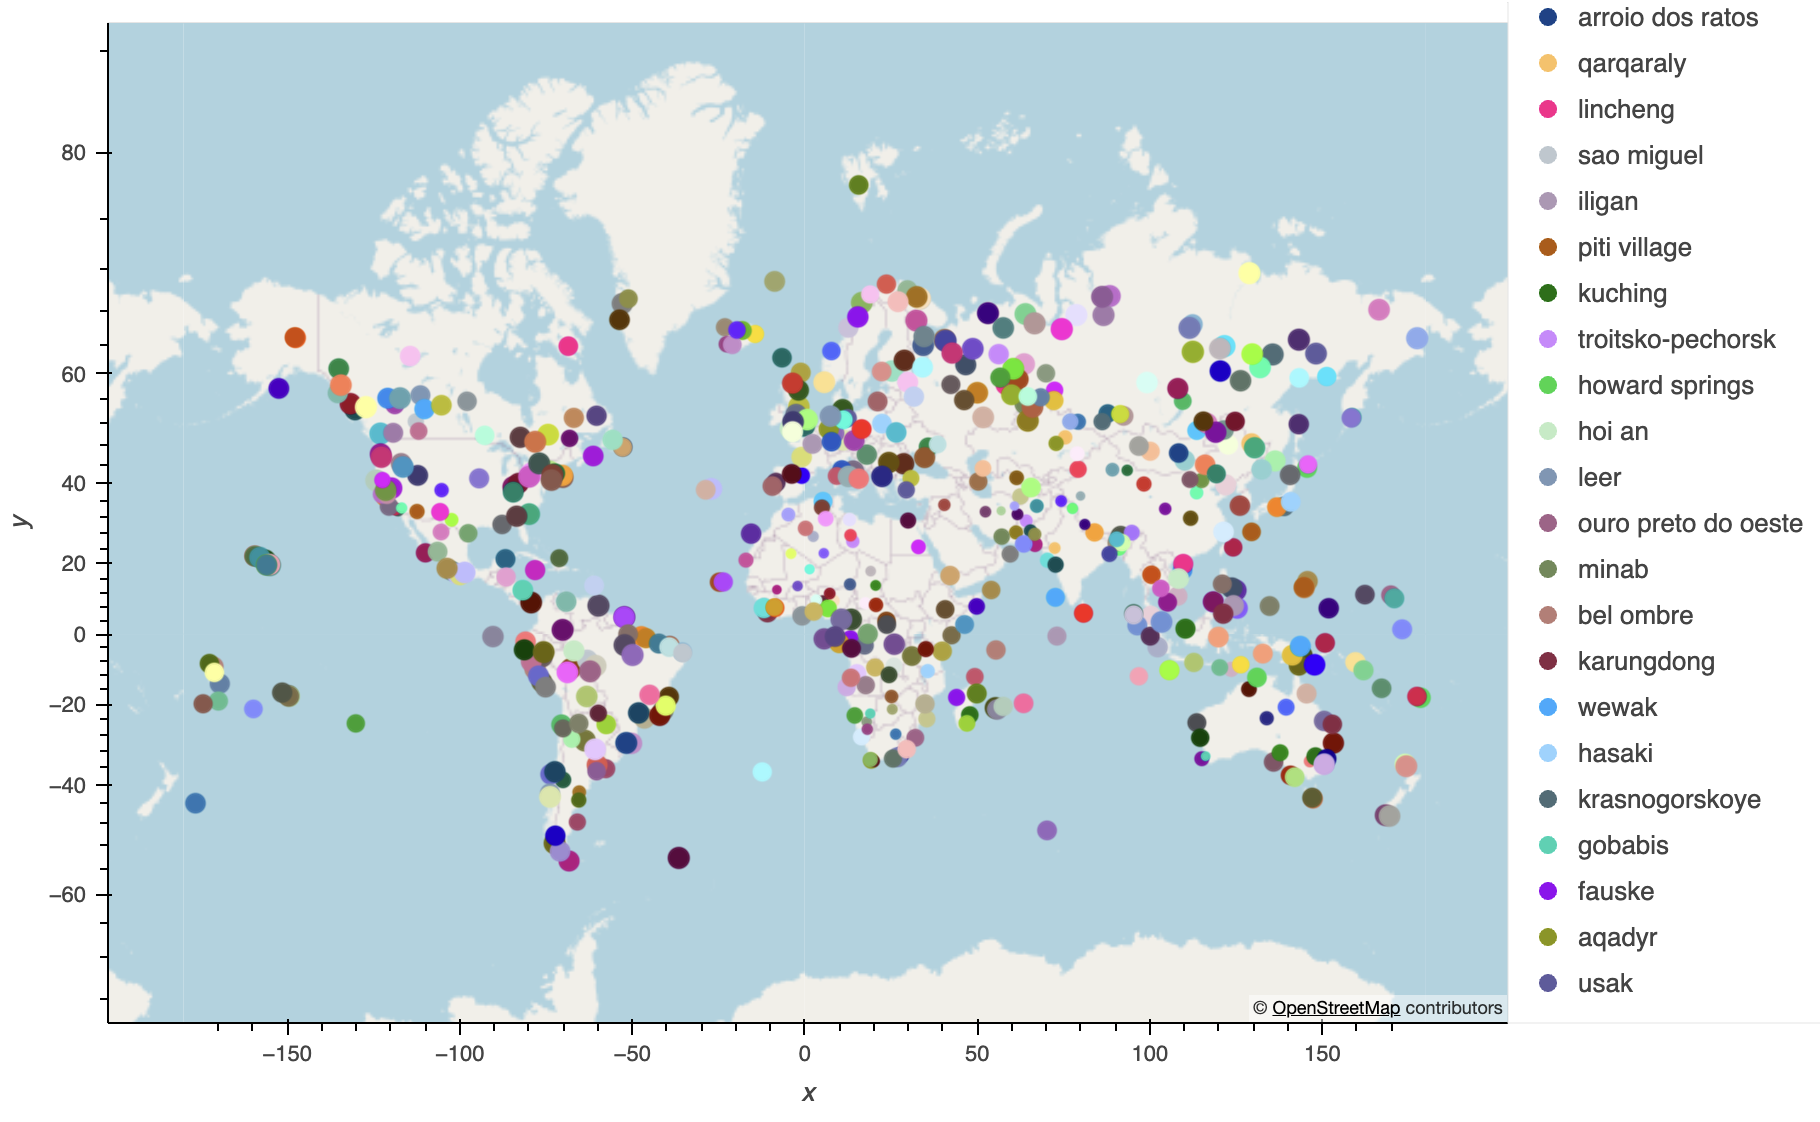 arroio dos ratos
qarqaraly
lincheng
sao miguel
iligan
piti village
kuching
troitsko-pechorsk
howard springs
hoi an
leer
ouro preto do oeste
minab
bel ombre
karungdong
wewak
hasaki
krasnogorskoye
gobabis
fauske
aqadyr
usak
80
60
40
20
0
−20
−40
−60
y
© OpenStreetMap contributors
−150
−100
−50
0
50
100
150
x